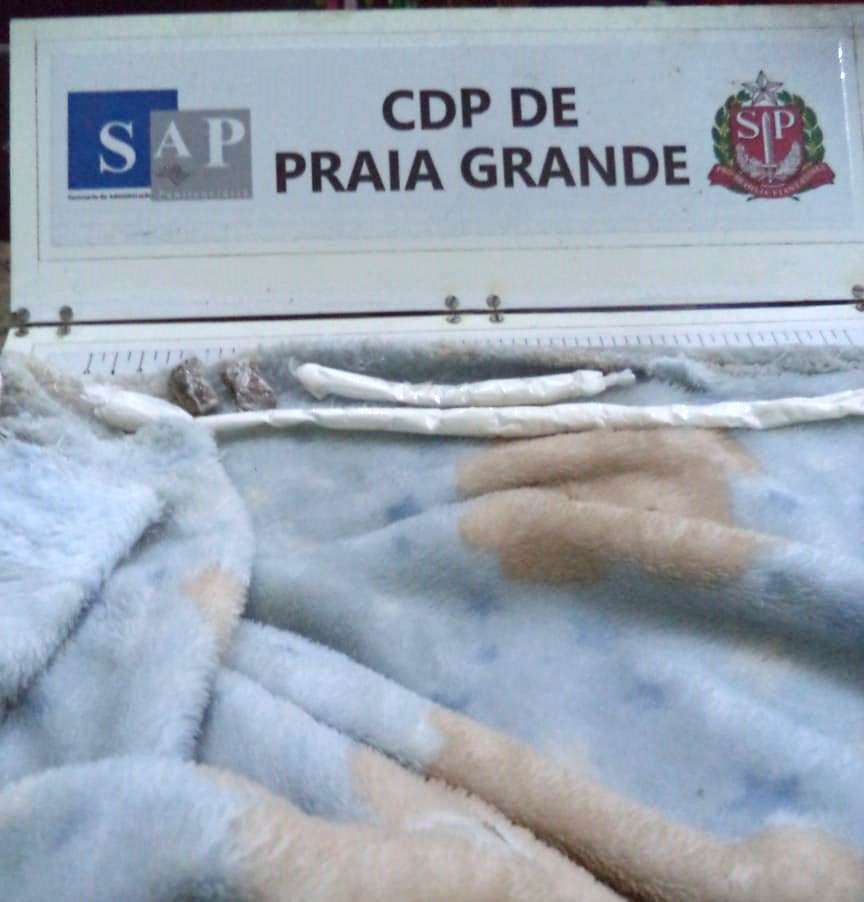 SAP
CDP DE
PRAIA GRANDE
SP